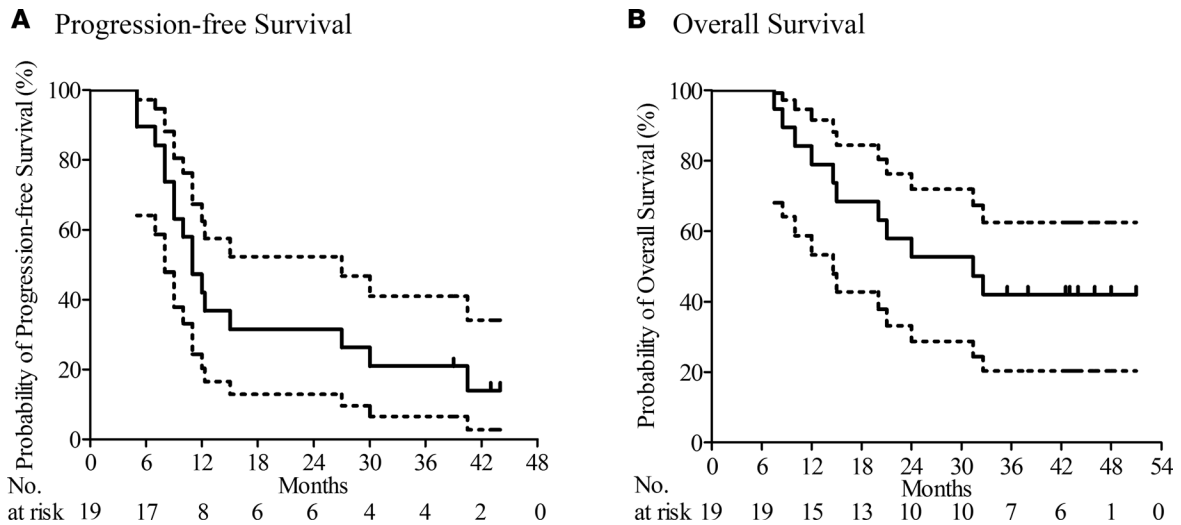 A Progression-free Survival
Probability of Progression-free Survival (%)
100
80
60
40
20
0
0 6 12 18 24 30 36 42 48
Months
No.
at risk 19 17 8 6 6 4 4 2 0
B Overall Survival
Probability of Overall Survival (%)
100
80
60
40
20
0
0 6 12 18 24 30 36 42 48 54
Months
No.
at risk 19 19 15 13 10 10 7 6 1 0